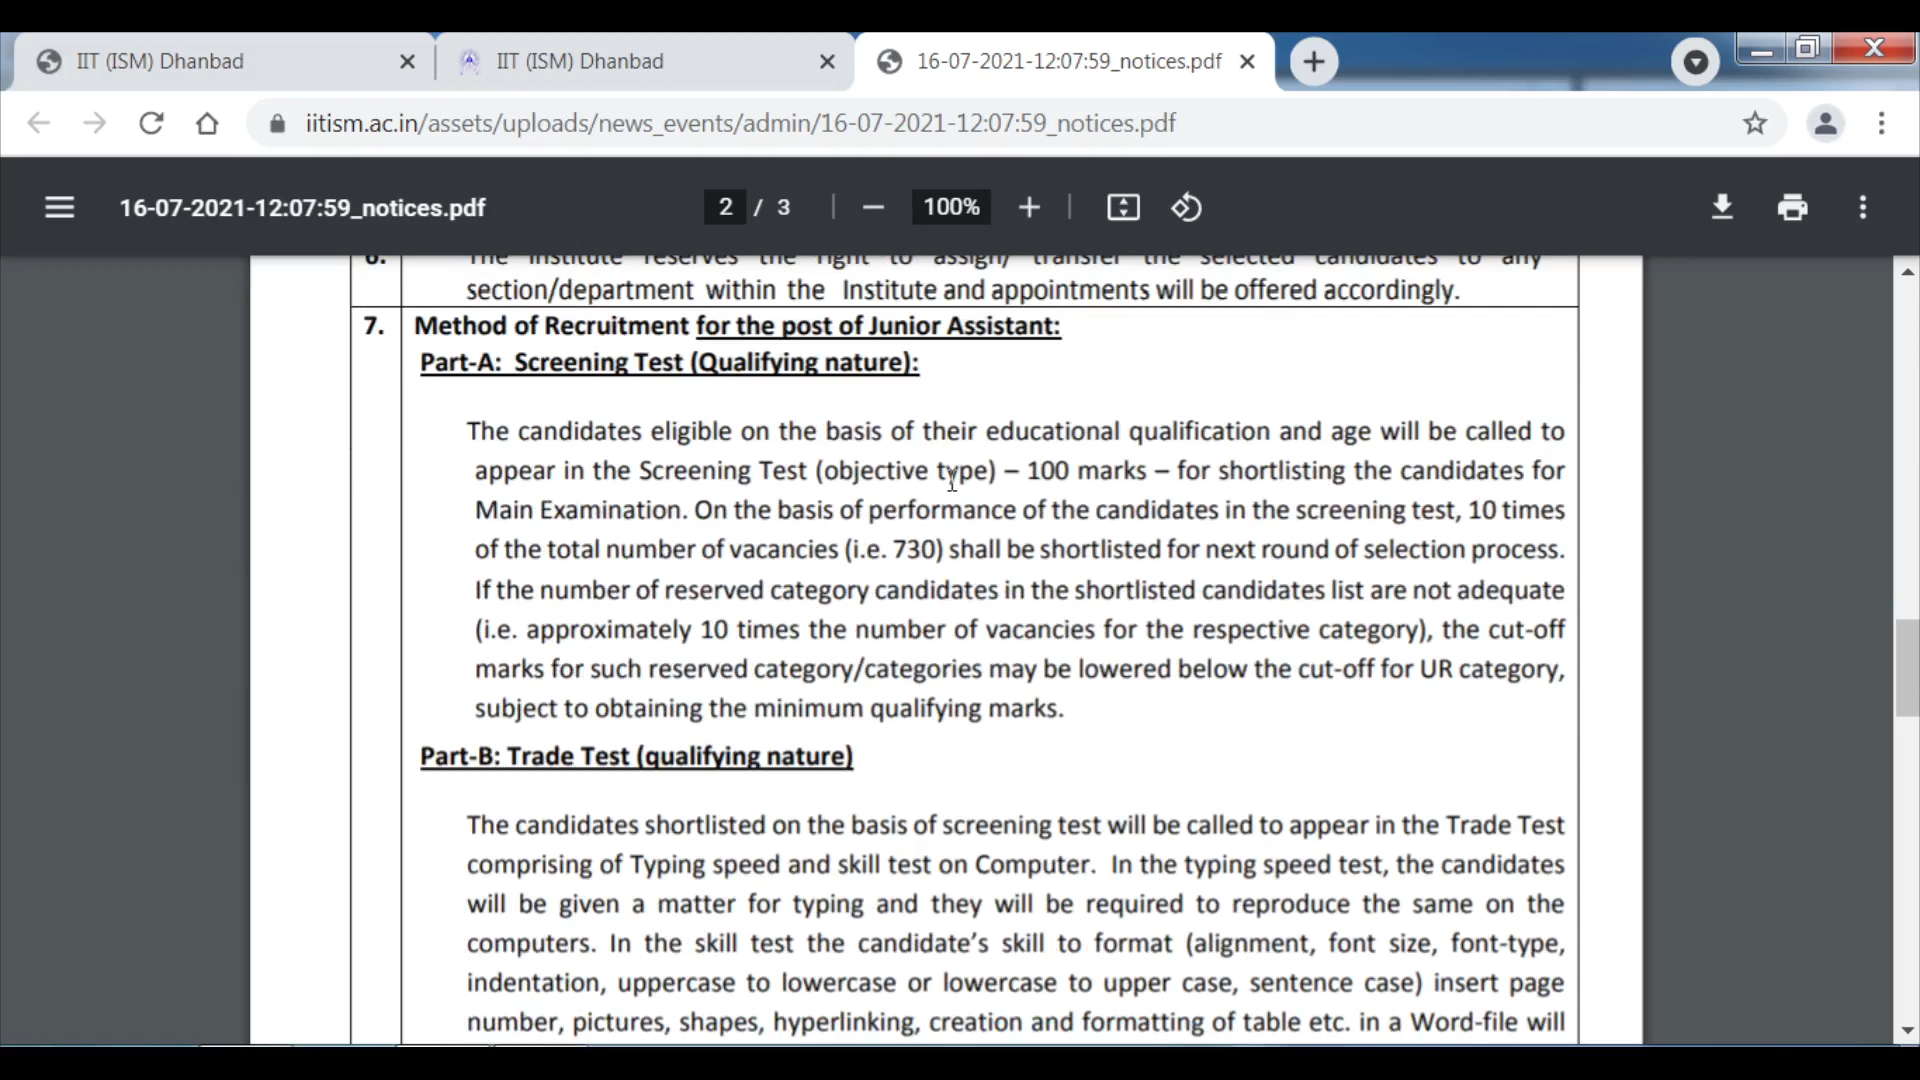 IIT (ISM) Dhanbad
IIT (ISM) Dhanbad
16-07-2021-12:07:59_notices.pdf
iitism.ac.in/assets/uploads/news_events/admin/16-07-2021-12:07:59_notices.pdf
16-07-2021-12:07:59_notices.pdf
2 / 3
100%
6. The Institute reserves the right to assign/ transfer the selected candidates to any
section/department within the Institute and appointments will be offered accordingly.
7. Method of Recruitment for the post of Junior Assistant:
Part-A: Screening Test (Qualifying nature):
The candidates eligible on the basis of their educational qualification and age will be called to
appear in the Screening Test (objective type) – 100 marks – for shortlisting the candidates for
Main Examination. On the basis of performance of the candidates in the screening test, 10 times
of the total number of vacancies (i.e. 730) shall be shortlisted for next round of selection process.
If the number of reserved category candidates in the shortlisted candidates list are not adequate
(i.e. approximately 10 times the number of vacancies for the respective category), the cut-off
marks for such reserved category/categories may be lowered below the cut-off for UR category,
subject to obtaining the minimum qualifying marks.
Part-B: Trade Test (qualifying nature)
The candidates shortlisted on the basis of screening test will be called to appear in the Trade Test
comprising of Typing speed and skill test on Computer. In the typing speed test, the candidates
will be given a matter for typing and they will be required to reproduce the same on the
computers. In the skill test the candidate's skill to format (alignment, font size, font-type,
indentation, uppercase to lowercase or lowercase to upper case, sentence case) insert page
number, pictures, shapes, hyperlinking, creation and formatting of table etc. in a Word-file will